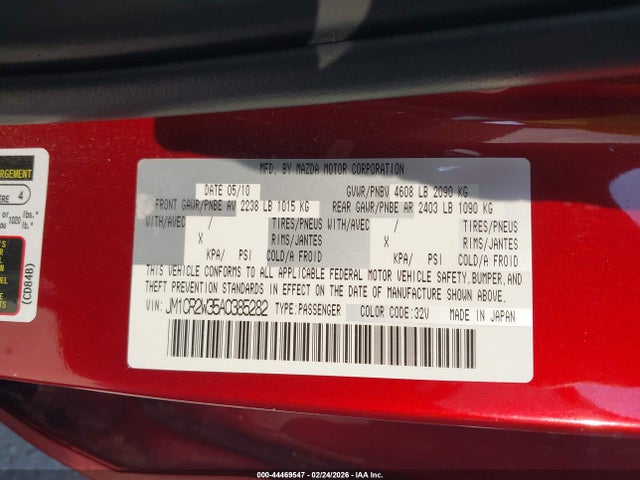 MFD. BY MAZDA MOTOR CORPORATION
DATE 05/10 GVWR/PNBV 4608 LB 2090 KG
FRONT GAWR/PNBE AV 2238 LB 1015 KG REAR GAWR/PNBE AR 2403 LB 1090 KG
WITH/AVEC / TIRES/PNEUS WITH/AVEC / TIRES/PNEUS
X RIMS/JANTES X RIMS/JANTES
KPA/ PSI COLD/A FROID KPA/ PSI COLD/A FROID
THIS VEHICLE CONFORMS TO ALL APPLICABLE FEDERAL MOTOR VEHICLE SAFETY, BUMPER, AND
THEFT PREVENTION STANDARDS IN EFFECT ON THE DATE OF MANUFACTURE SHOWN ABOVE.
VIN: JM1CR2W35A0385282 TYPE:PASSENGER COLOR CODE:32V MADE IN JAPAN
4
or 1020 lbs.*
(CD84B)
000-44469547 - 02/24/2026 - IAA Inc.